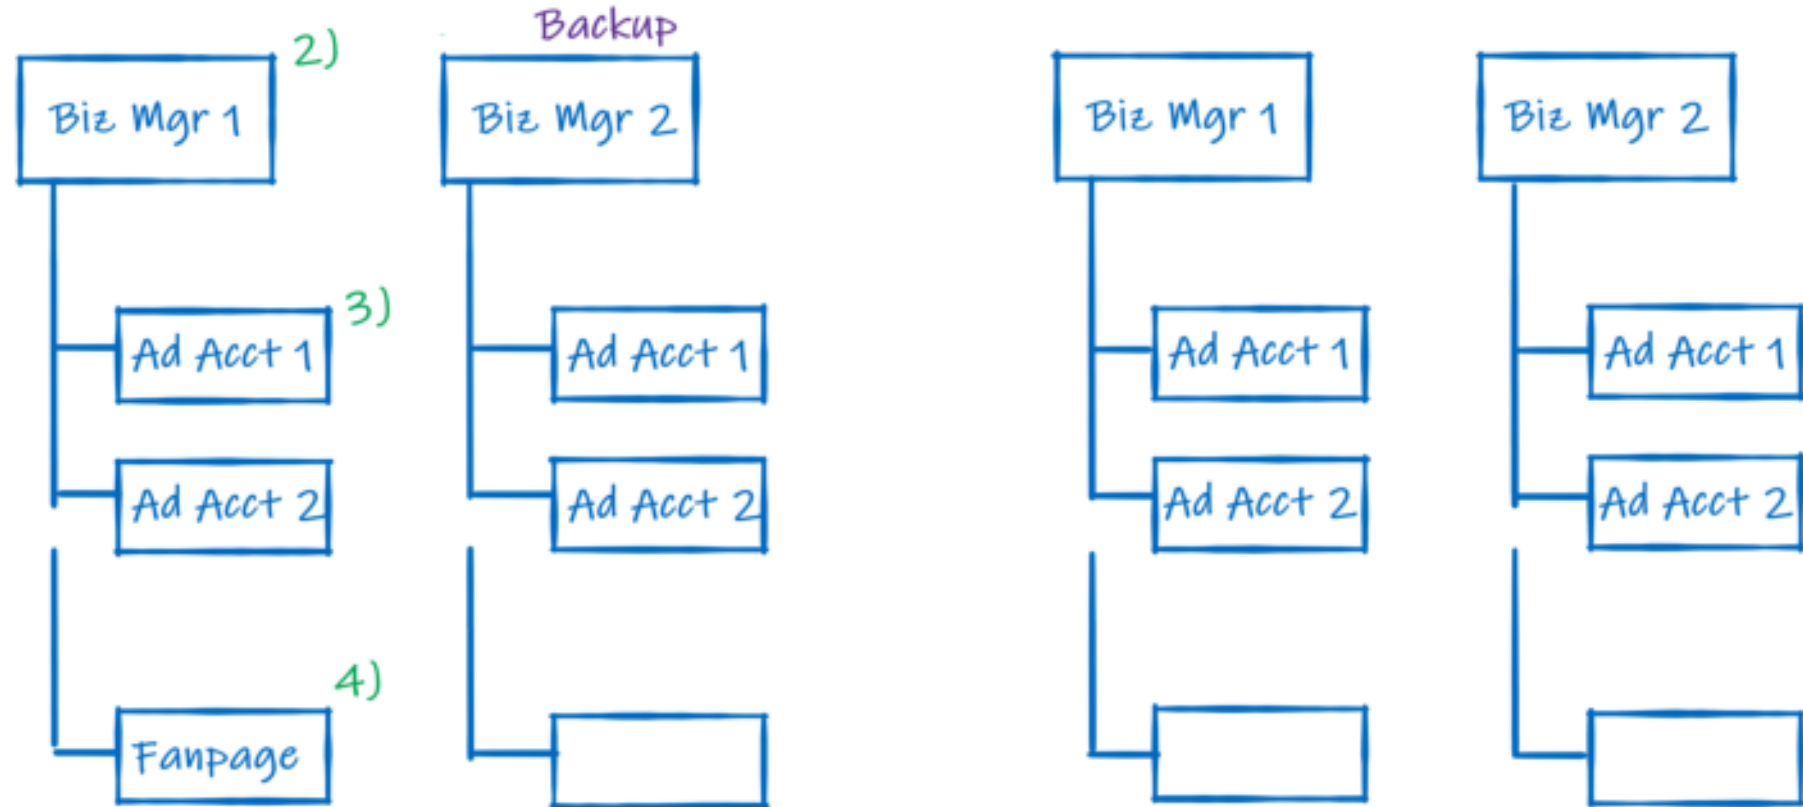 Backup
2)
Biz Mgr 1
Biz Mgr 2
Biz Mgr 1
Biz Mgr 2
3)
Ad Acct 1
Ad Acct 1
Ad Acct 1
Ad Acct 1
Ad Acct 2
Ad Acct 2
Ad Acct 2
Ad Acct 2
4)
Fanpage